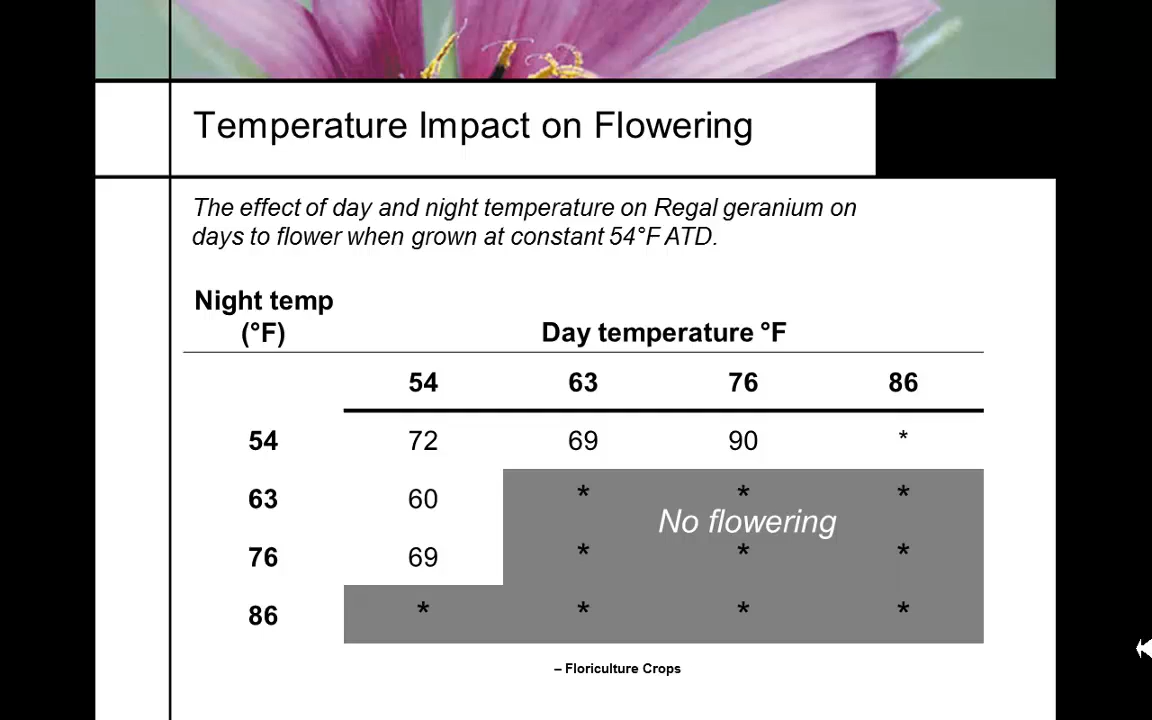 Temperature Impact on Flowering
The effect of day and night temperature on Regal geranium on
days to flower when grown at constant 54°F ATD.
Night temp
(°F) Day temperature °F
54 63 76 86
54 72 69 90 *
63 60 * * *
No flowering
76 69 * * *
86 * * * *
– Floriculture Crops